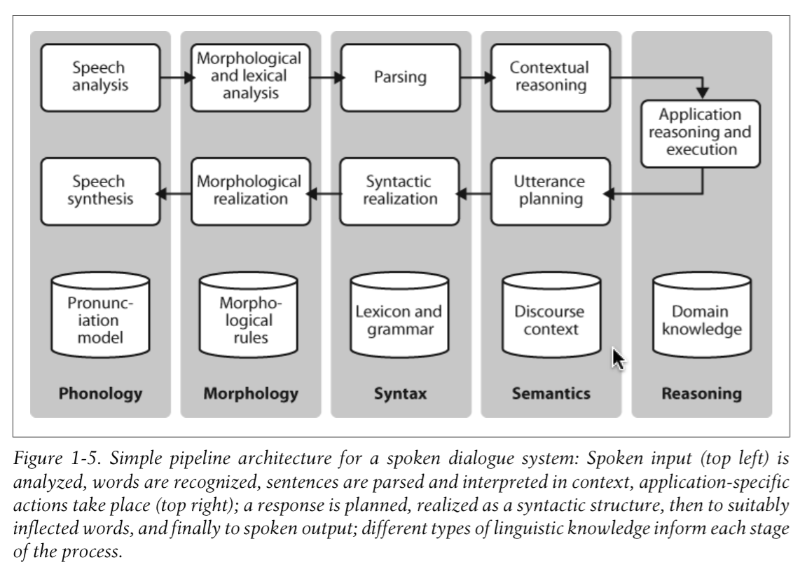 Speech
analysis
Morphological
and lexical
analysis
Parsing
Contextual
reasoning
Application
reasoning and
execution
Speech
synthesis
Morphological
realization
Syntactic
realization
Utterance
planning
Pronunc-
iation
model
Morpho-
logical
rules
Lexicon and
grammar
Discourse
context
Domain
knowledge
Phonology
Morphology
Syntax
Semantics
Reasoning
Figure 1-5. Simple pipeline architecture for a spoken dialogue system: Spoken input (top left) is
analyzed, words are recognized, sentences are parsed and interpreted in context, application-specific
actions take place (top right); a response is planned, realized as a syntactic structure, then to suitably
inflected words, and finally to spoken output; different types of linguistic knowledge inform each stage
of the process.